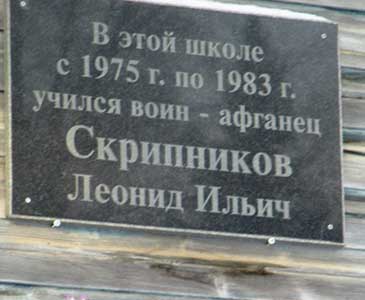 В этой школе
с 1975 г. по 1983 г.
учился воин - афганец
Скрипников
Леонид Ильич